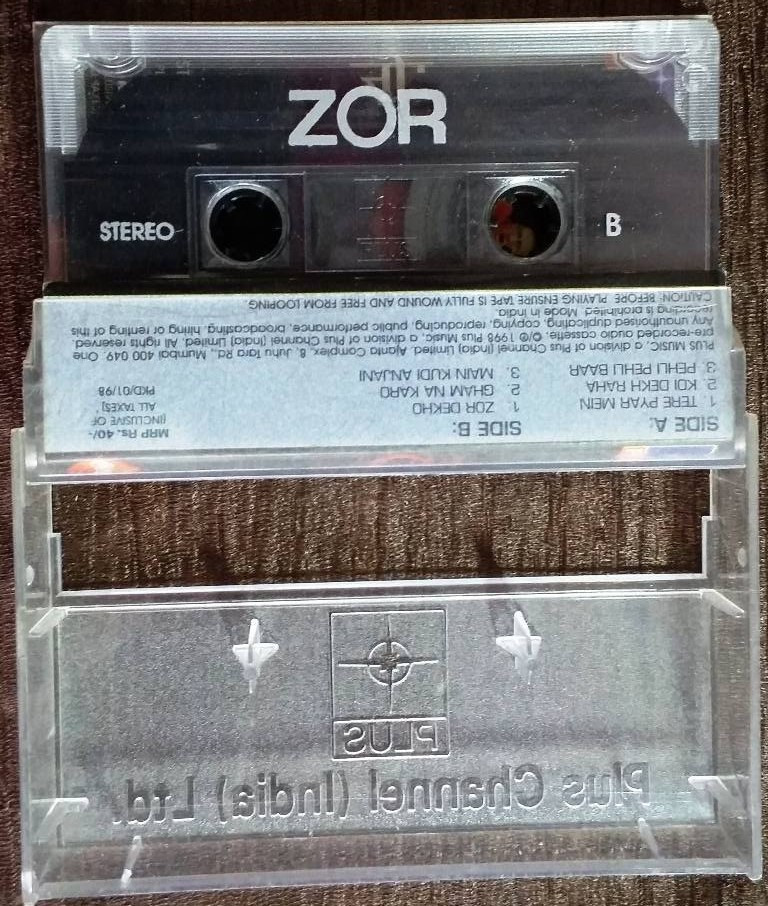 ZOR
STEREO
B
SIDE A:
1. TERE PYAR MEIN
2. KOI DEKH RAHA
3. PEHLI PEHLI BAAR
SIDE B:
1. ZOR DEKHO
2. GHAM NA KARO
3. MAIN KUDI ANJANI
MRP Rs. 40/-
(INCLUSIVE OF
ALL TAXES)
PKD/01/98
PLUS MUSIC, a division of Plus Channel (India) Limited, Ajanta Complex, 8, Juhu Tara Rd., Mumbai 400 049.
One pre-recorded audio cassette. ©/℗ 1998 Plus Music, a division of Plus Channel (India) Limited. All rights reserved.
Any unauthorised duplicating, copying, reproducing, public performance, broadcasting, hiring or renting of this
recording is prohibited. Made in India.
CAUTION: BEFORE PLAYING ENSURE TAPE IS FULLY WOUND AND FREE FROM LOOPING.
PLUS
Plus Channel (India) Ltd.